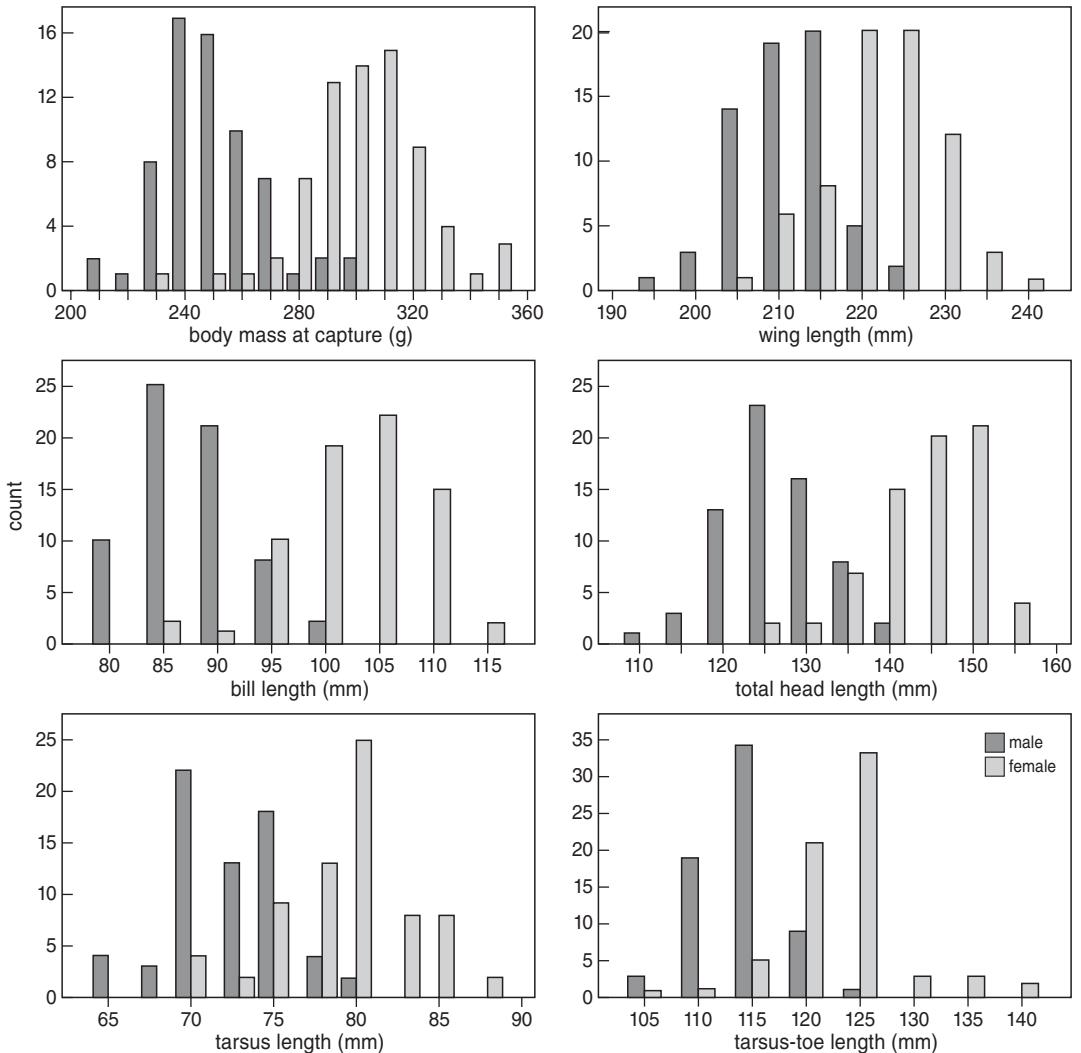 16
12
8
4
0
200 240 280 320 360
body mass at capture (g)
20
15
10
5
0
190 200 210 220 230 240
wing length (mm)
count
25
20
15
10
5
0
80 85 90 95 100 105 110 115
bill length (mm)
25
20
15
10
5
0
110 120 130 140 150 160
total head length (mm)
25
20
15
10
5
0
65 70 75 80 85 90
tarsus length (mm)
35
30
25
20
15
10
5
0
105 110 115 120 125 130 135 140
tarsus-toe length (mm)
male
female